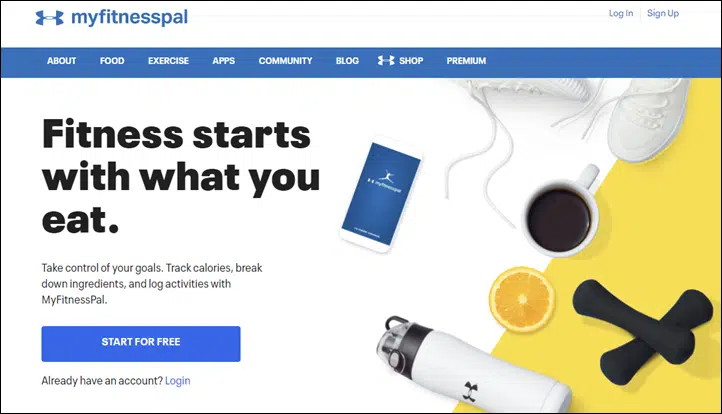 myfitnesspal
Log In Sign Up
ABOUT FOOD EXERCISE APPS COMMUNITY BLOG SHOP PREMIUM
Fitness starts
with what you
eat.
Take control of your goals. Track calories, break
down ingredients, and log activities with
MyFitnessPal.
START FOR FREE
Already have an account? Login
myfitnesspal